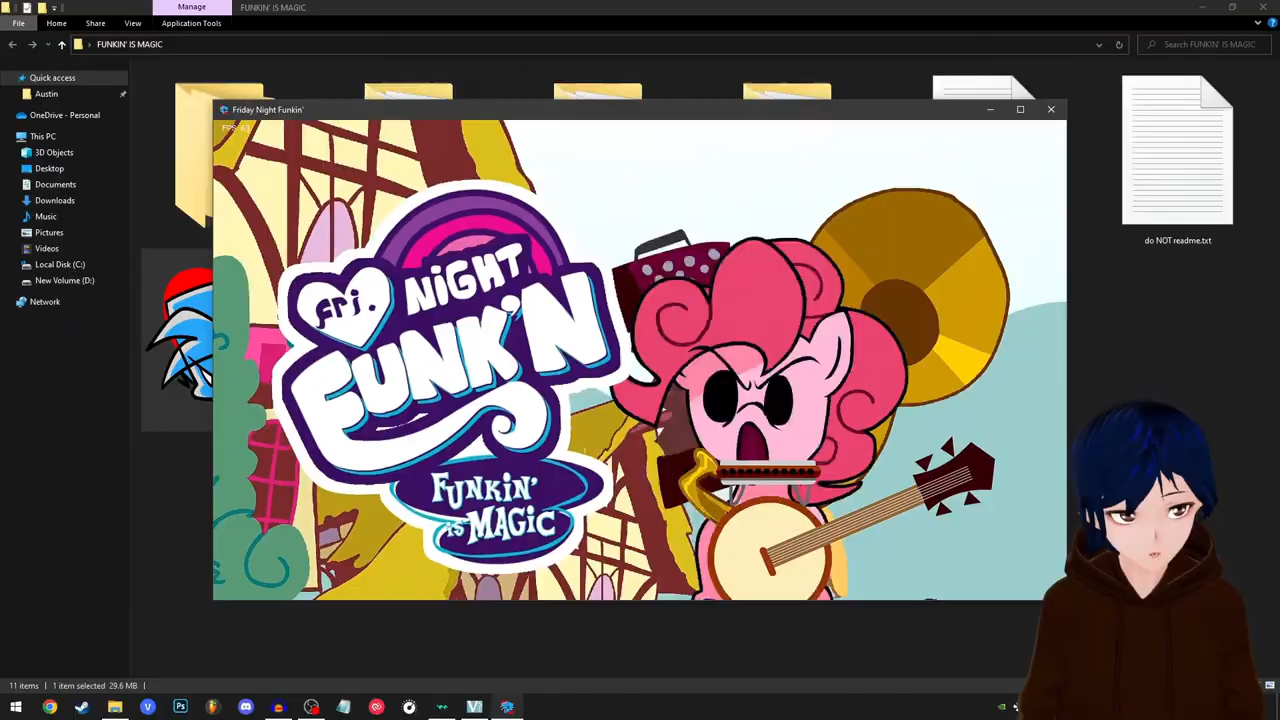 Manage
FUNKIN' IS MAGIC
File
Home
Share
View
Application Tools
FUNKIN' IS MAGIC
Search FUNKIN' IS MAGIC
Quick access
Austin
OneDrive - Personal
This PC
3D Objects
Desktop
Documents
Downloads
Music
Pictures
Videos
Local Disk (C:)
New Volume (D:)
Network
Friday Night Funkin'
FPS: 63
fri.
NIGHT
FUNK'N
FUNKIN'
IS MAGIC
do NOT readme.txt
11 items
1 item selected 29.6 MB
Ps